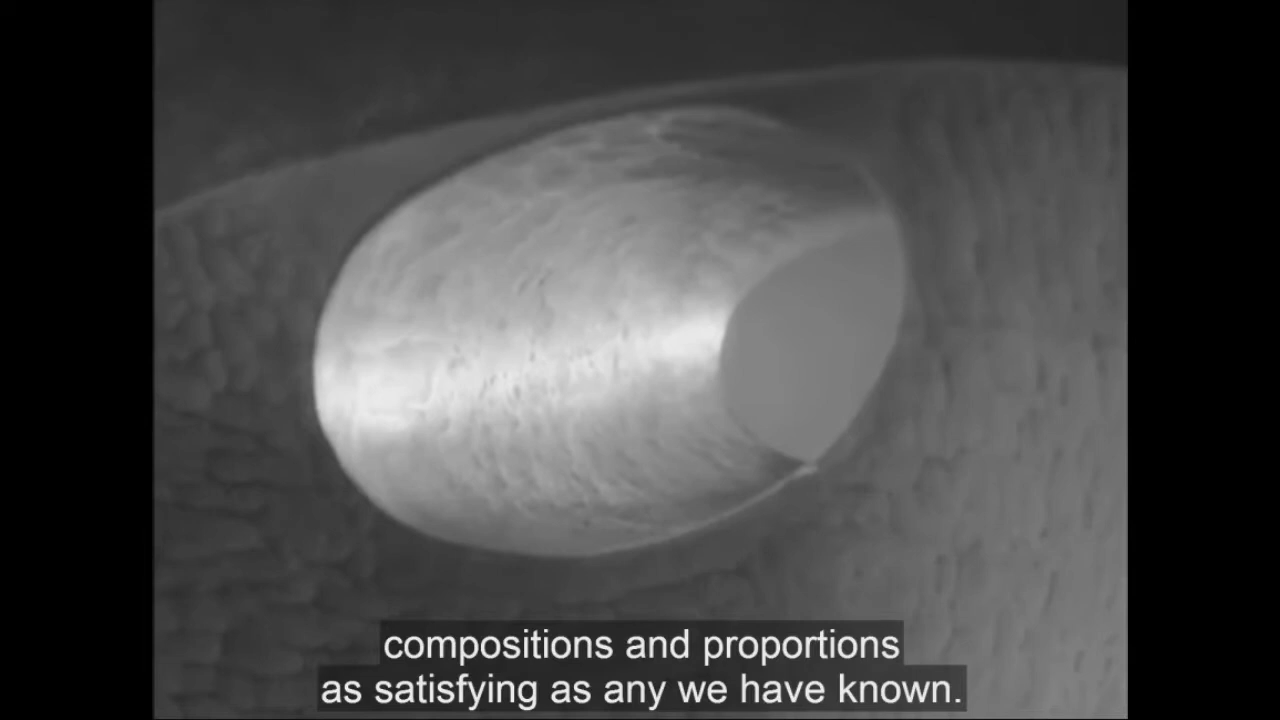 compositions and proportions
as satisfying as any we have known.